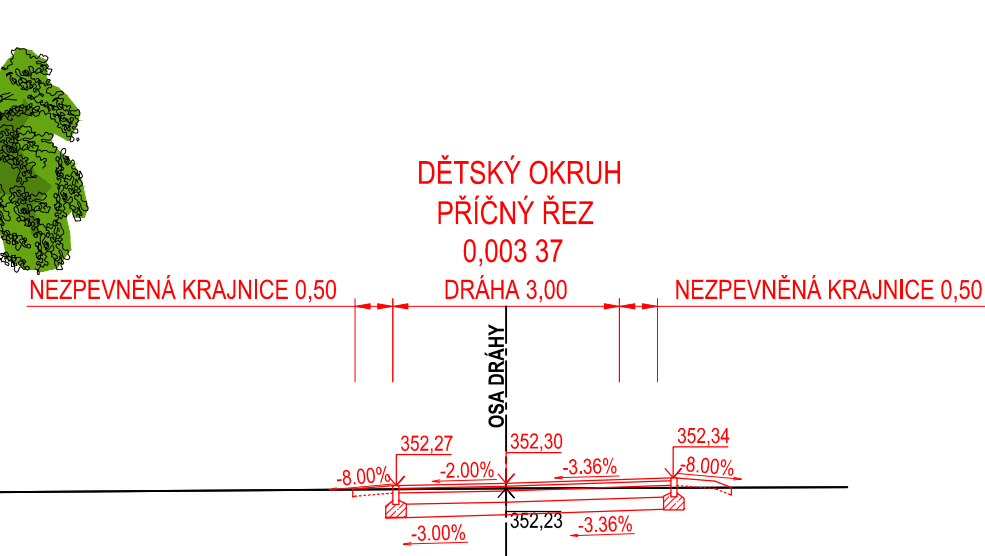 DĚTSKÝ OKRUH
PŘÍČNÝ ŘEZ
0,003 37
NEZPEVNĚNÁ KRAJNICE 0,50
DRÁHA 3,00
NEZPEVNĚNÁ KRAJNICE 0,50
OSA DRÁHY
352,27
352,30
352,34
-8.00%
-2.00%
-3.36%
-8.00%
352,23
-3.00%
-3.36%